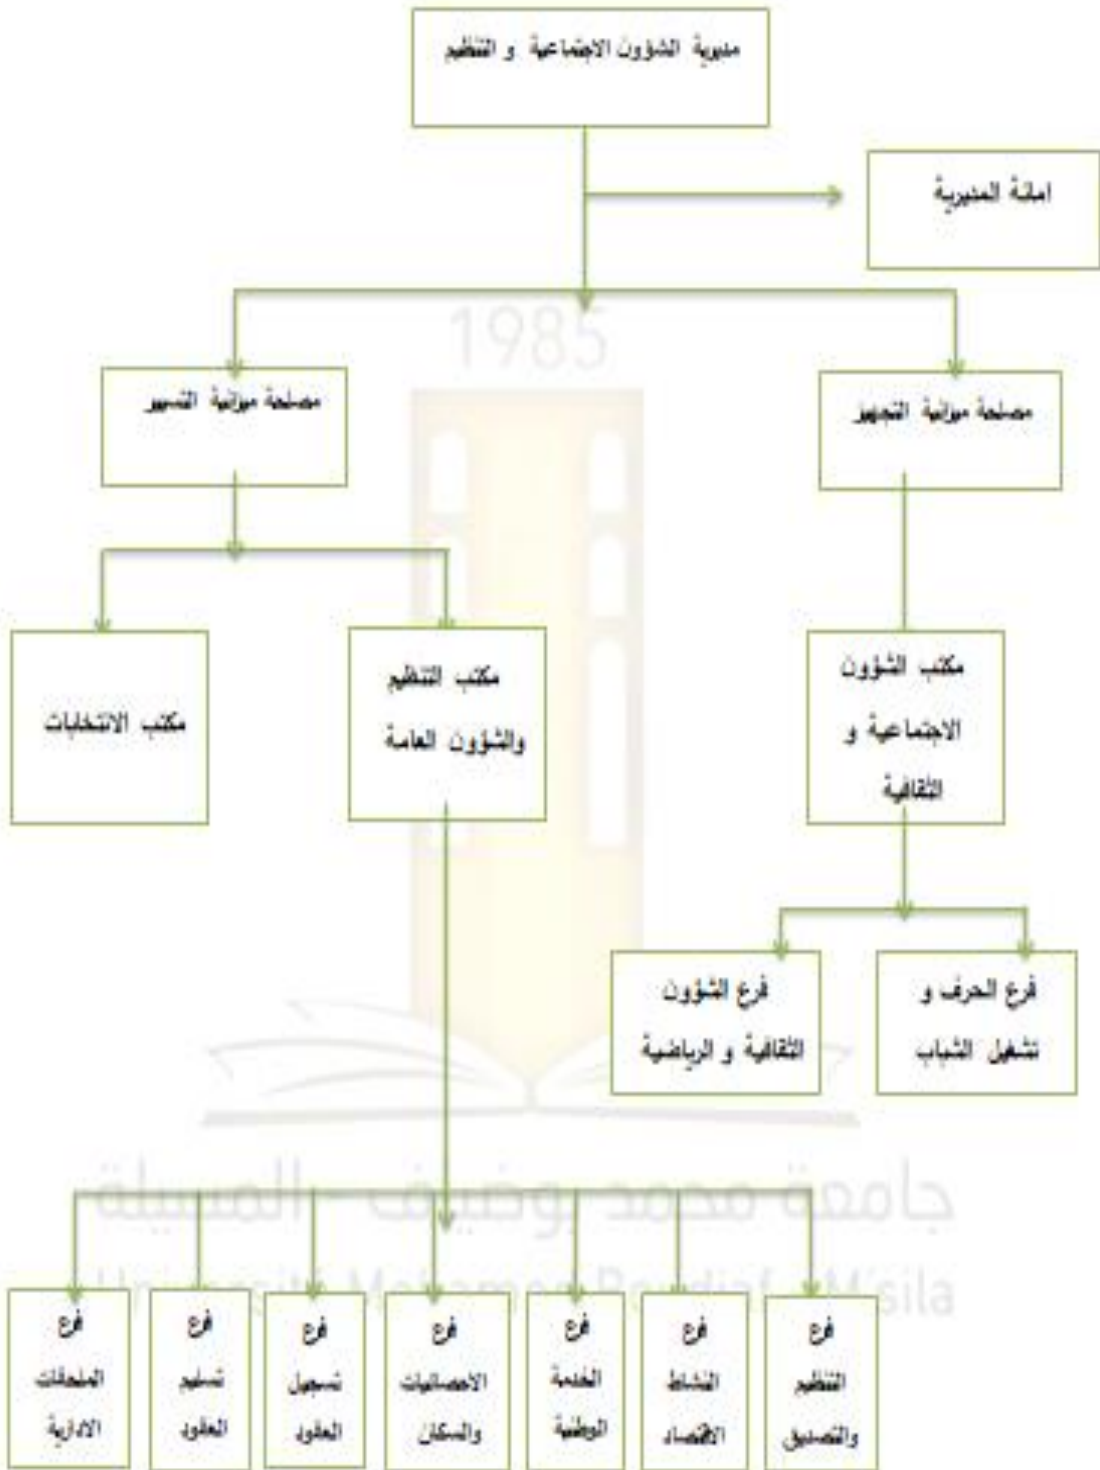 مديرية الشؤون الاجتماعية و التنظيم
امانة المديرية
1985
مصلحة ميزانية التجهيز
مصلحة ميزانية التسيير
مكتب الشؤون
الاجتماعية و
الثقافية
مكتب التنظيم
والشؤون العامة
مكتب الانتخابات
فرع الحرف و
تشغيل الشباب
فرع الشؤون
الثقافية و الرياضية
جامعة محمد بوضياف - المسيلة
Université Mohamed Boudiaf - M'sila
فرع
التنظيم
والتصديق
فرع
النشاط
الاقتصاد
فرع
الخدمة
الوطنية
فرع
الاحصائيات
والسكان
فرع
تسجيل
العقود
فرع
تسليم
العقود
فرع
الملحقات
الادارية